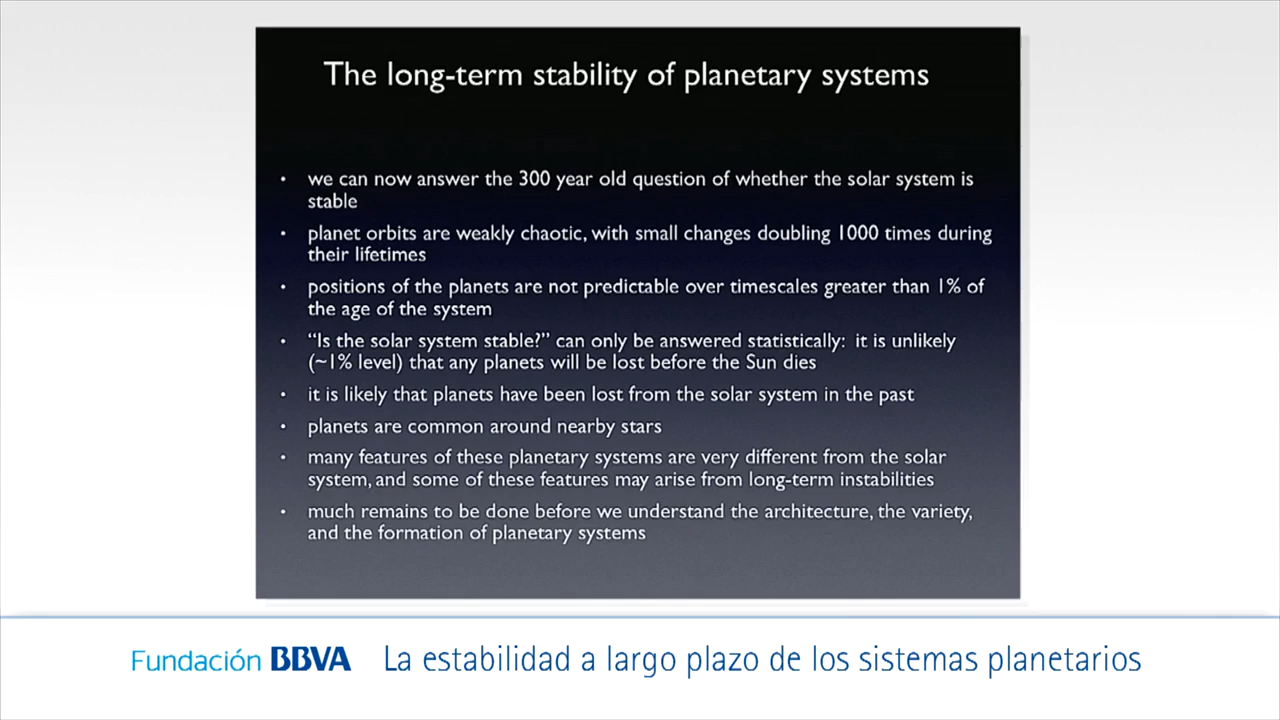 The long-term stability of planetary systems
• we can now answer the 300 year old question of whether the solar system is
stable
• planet orbits are weakly chaotic, with small changes doubling 1000 times during
their lifetimes
• positions of the planets are not predictable over timescales greater than 1% of
the age of the system
• “Is the solar system stable?” can only be answered statistically: it is unlikely
(~1% level) that any planets will be lost before the Sun dies
• it is likely that planets have been lost from the solar system in the past
• planets are common around nearby stars
• many features of these planetary systems are very different from the solar
system, and some of these features may arise from long-term instabilities
• much remains to be done before we understand the architecture, the variety,
and the formation of planetary systems
Fundación BBVA La estabilidad a largo plazo de los sistemas planetarios